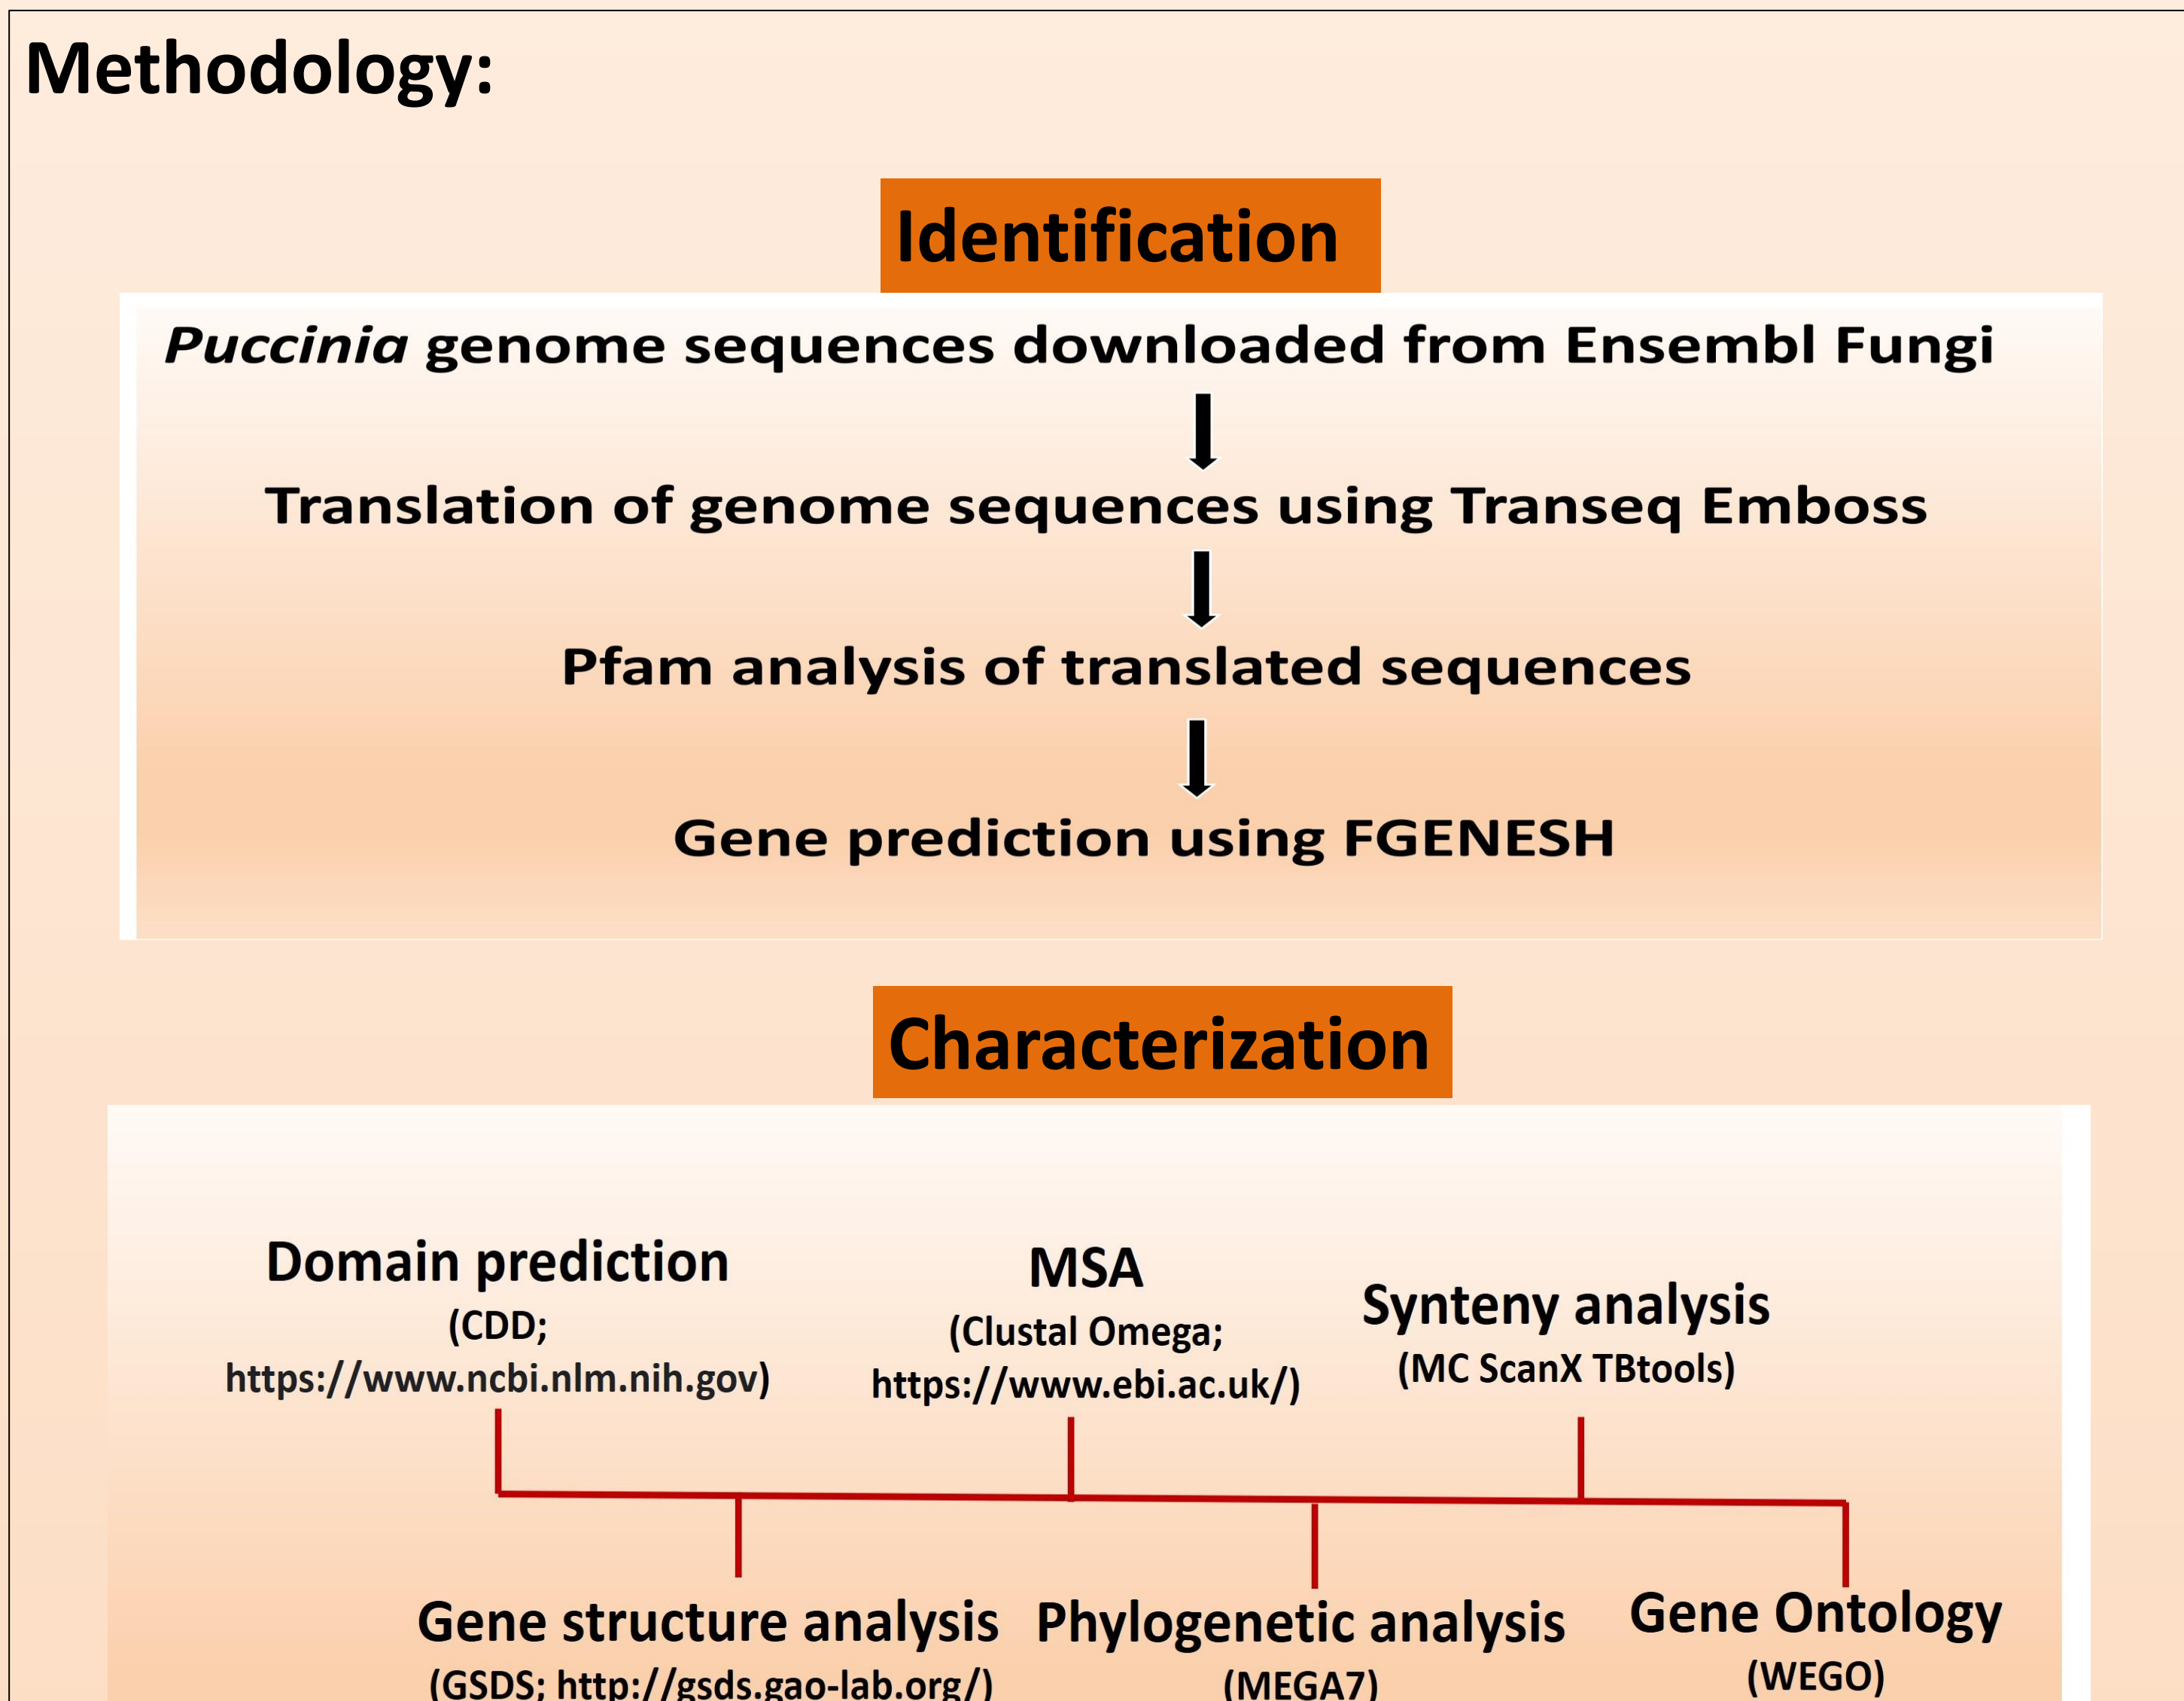 Methodology:
Identification
Puccinia genome sequences downloaded from Ensembl Fungi
Translation of genome sequences using Transeq Emboss
Pfam analysis of translated sequences
Gene prediction using FGENESH
Characterization
Domain prediction
(CDD;
https://www.ncbi.nlm.nih.gov)
MSA
(Clustal Omega;
https://www.ebi.ac.uk/)
Synteny analysis
(MC ScanX TBtools)
Gene structure analysis
(GSDS; http://gsds.gao-lab.org/)
Phylogenetic analysis
(MEGA7)
Gene Ontology
(WEGO)